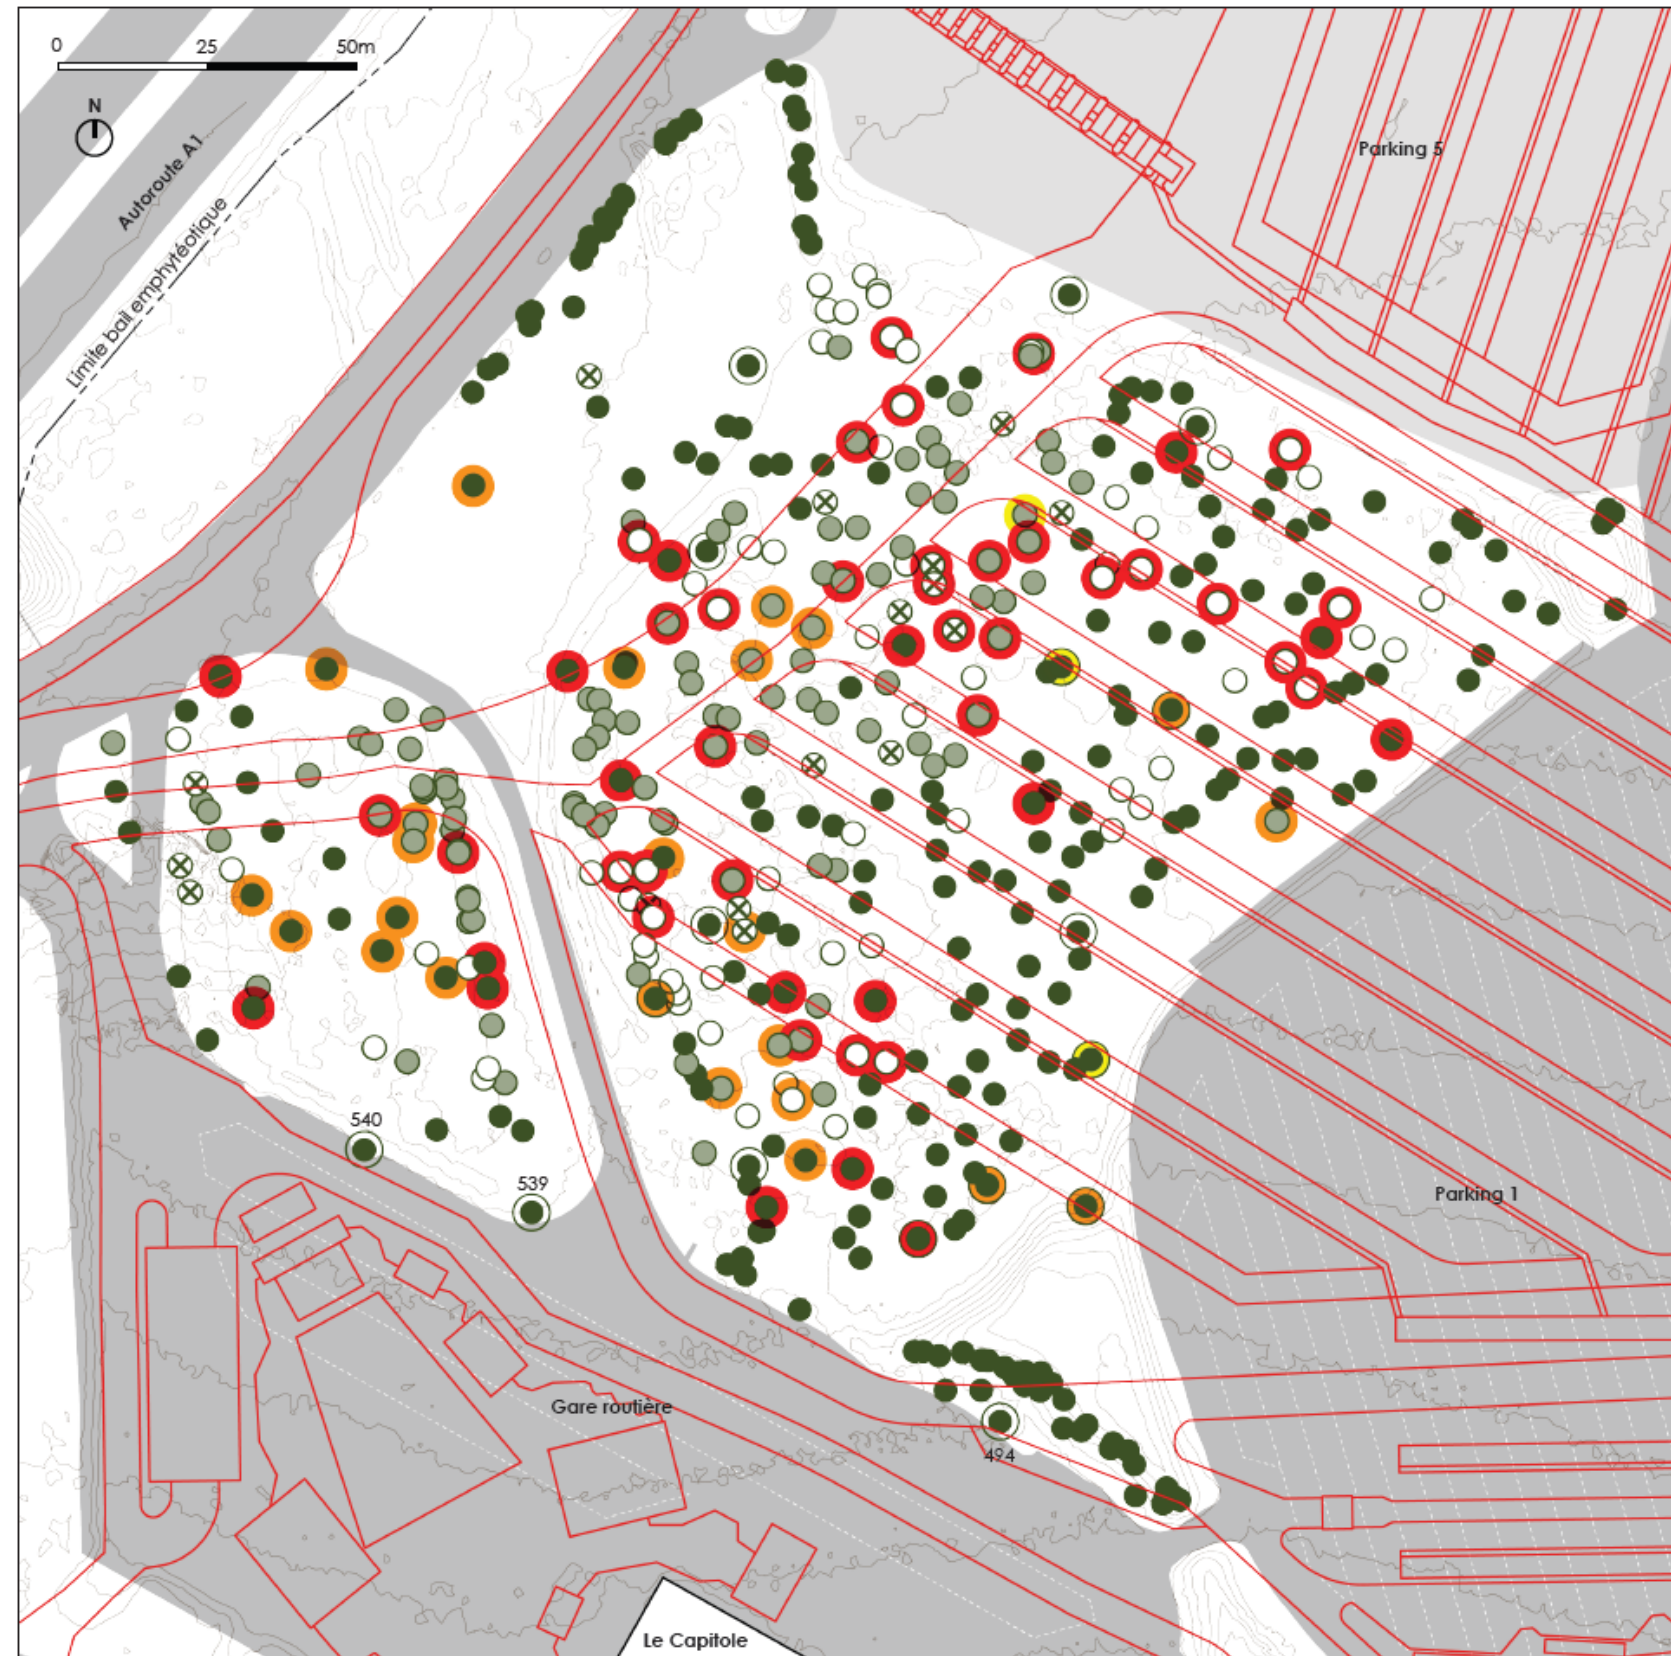 0 25 50m
N
Autoroute A1
Limite bail emphytéotique
Parking 5
540
539
Parking 1
Gare routière
494
Le Capitole